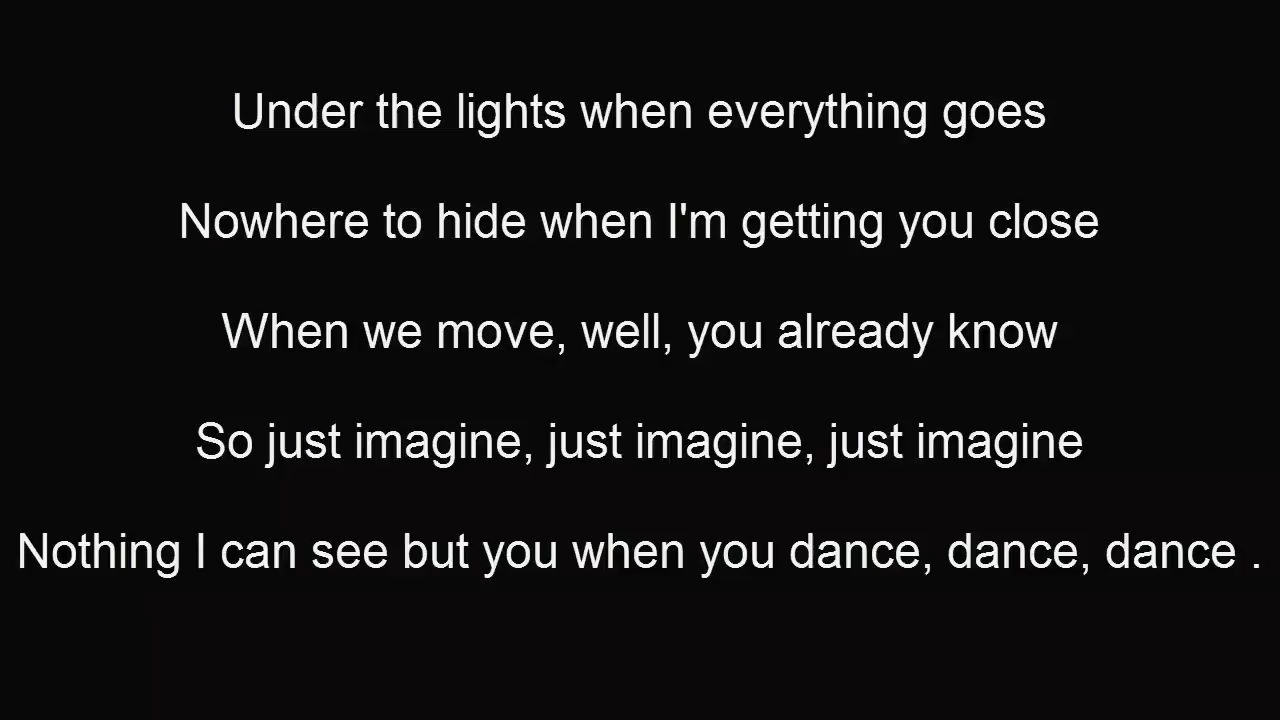 Under the lights when everything goes
Nowhere to hide when I'm getting you close
When we move, well, you already know
So just imagine, just imagine, just imagine
Nothing I can see but you when you dance, dance, dance .